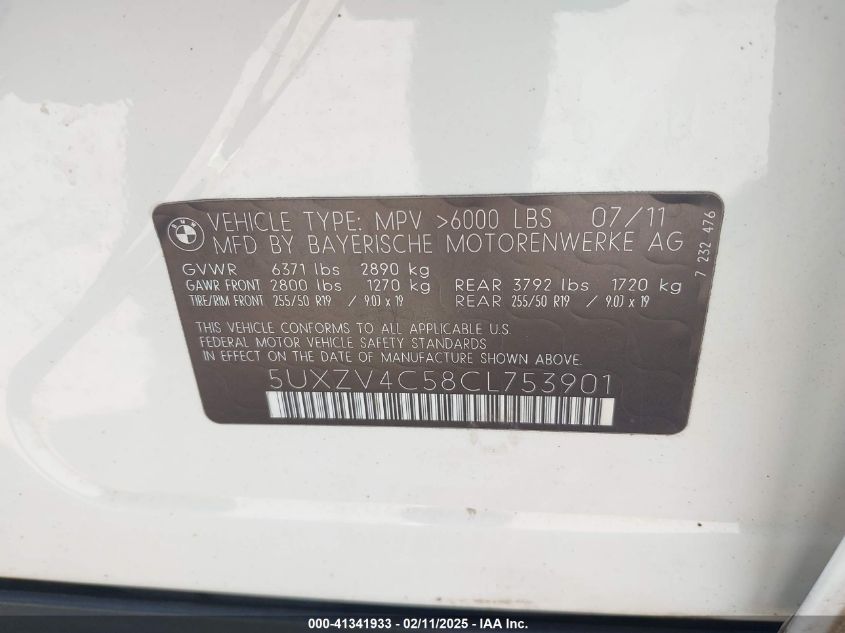 BMW
VEHICLE TYPE: MPV >6000 LBS 07/11
MFD BY BAYERISCHE MOTORENWERKE AG
GVWR 6371 lbs 2890 kg
GAWR FRONT 2800 lbs 1270 kg REAR 3792 lbs 1720 kg
TIRE/RIM FRONT 255/50 R19 / 9.0J x 19 REAR 255/50 R19 / 9.0J x 19
THIS VEHICLE CONFORMS TO ALL APPLICABLE U.S.
FEDERAL MOTOR VEHICLE SAFETY STANDARDS
IN EFFECT ON THE DATE OF MANUFACTURE SHOWN ABOVE.
5UXZV4C58CL753901
7 232 476
000-41341933 - 02/11/2025 - IAA Inc.